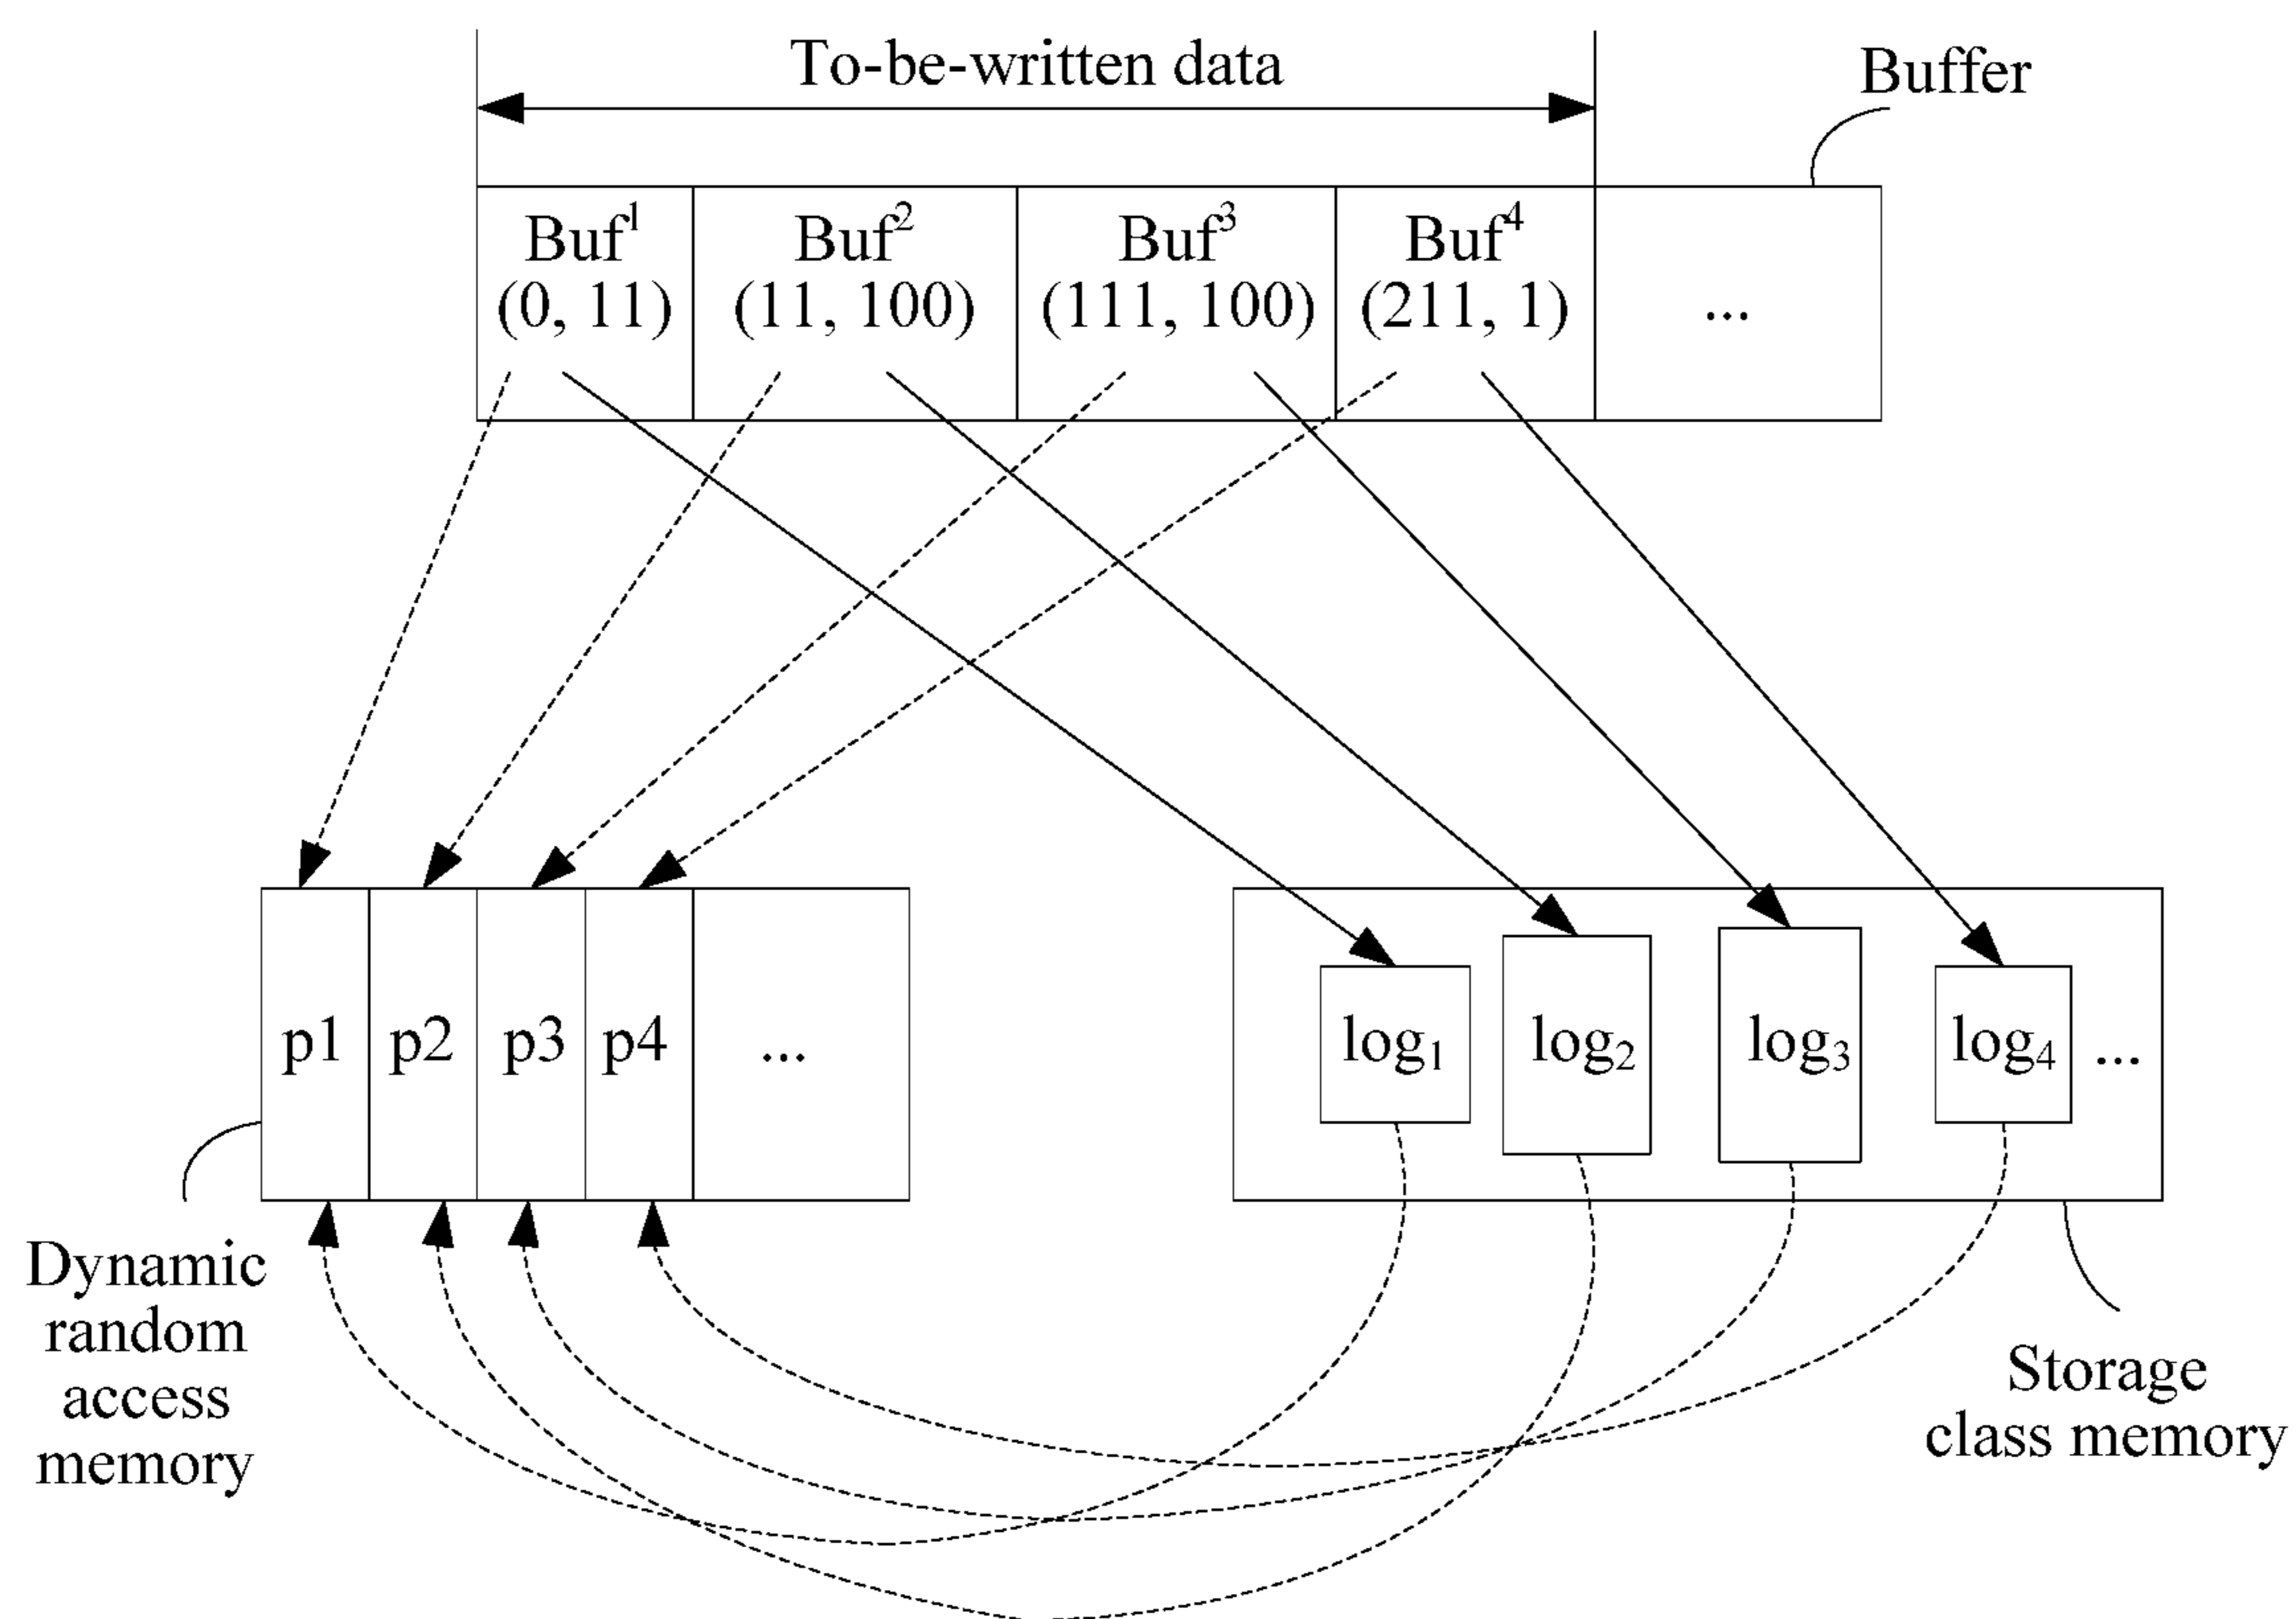 To-be-written data
Buffer
Buf¹ Buf² Buf³ Buf⁴
(0, 11) (11, 100) (111, 100) (211, 1) ...
p1 p2 p3 p4 ...
log₁ log₂ log₃ log₄ ...
Dynamic
random
access
memory
Storage
class memory